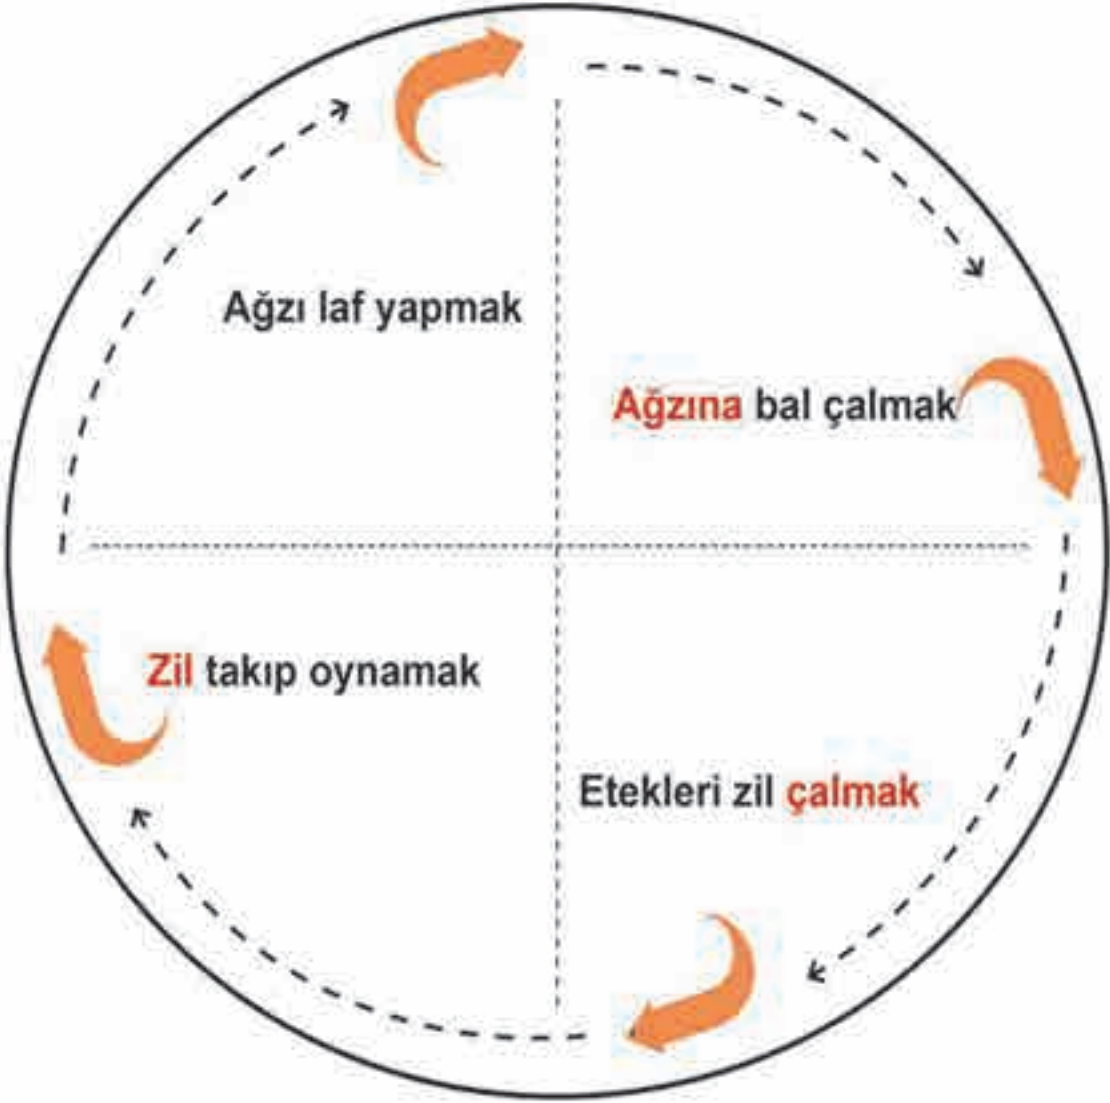 Ağzı laf yapmak
Ağzına bal çalmak
Etekleri zil çalmak
Zil takıp oynamak